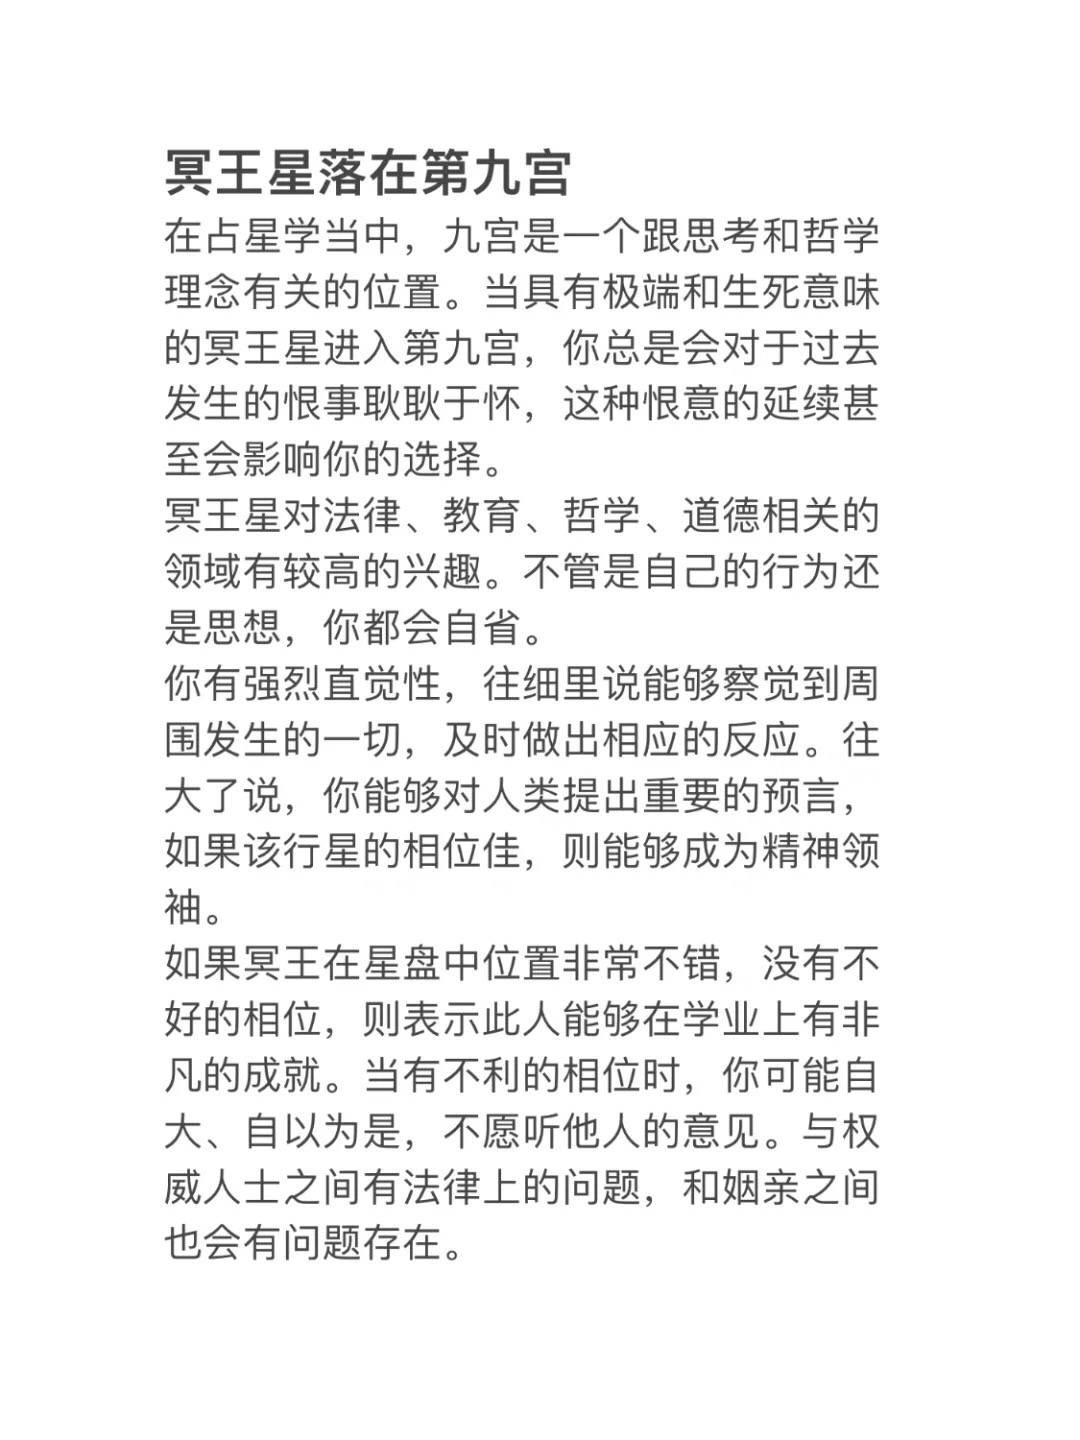 冥王星落在第九宫
在占星学当中，九宫是一个跟思考和哲学
理念有关的位置。当具有极端和生死意味
的冥王星进入第九宫，你总是会对于过去
发生的恨事耿耿于怀，这种恨意的延续甚
至会影响你的选择。
冥王星对法律、教育、哲学、道德相关的
领域有较高的兴趣。不管是自己的行为还
是思想，你都会自省。
你有强烈直觉性，往细里说能够察觉到周
围发生的一切，及时做出相应的反应。往
大了说，你能够对人类提出重要的预言，
如果该行星的相位佳，则能够成为精神领
袖。
如果冥王在星盘中位置非常不错，没有不
好的相位，则表示此人能够在学业上有非
凡的成就。当有不利的相位时，你可能自
大、自以为是，不愿听他人的意见。与权
威人士之间有法律上的问题，和姻亲之间
也会有问题存在。